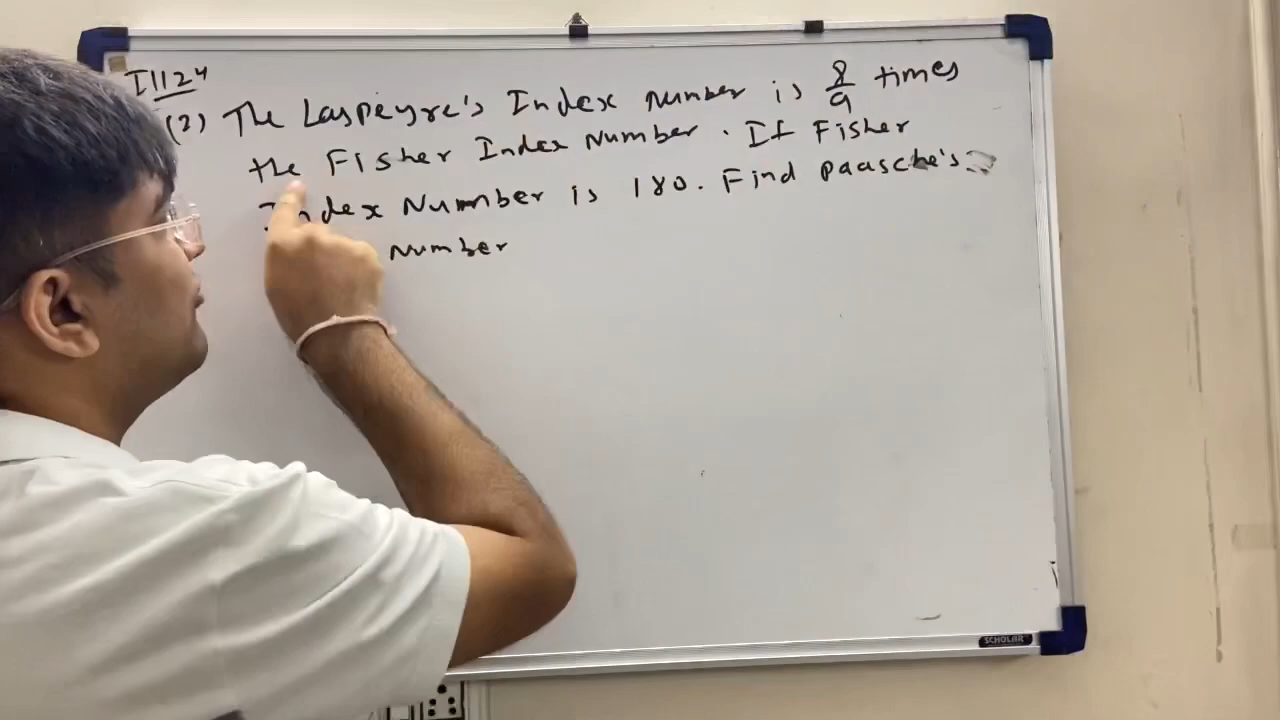 (2) The Laspeyre's Index Number is 8/9 times
the Fisher Index Number. If Fisher
Index Number is 180. Find paasche's
Number
SCHOLAR